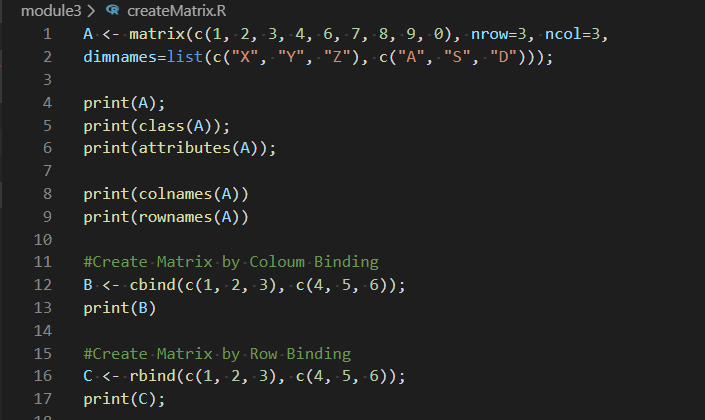 module3 > createMatrix.R
1 A <- matrix(c(1, 2, 3, 4, 6, 7, 8, 9, 0), nrow=3, ncol=3,
2 dimnames=list(c("X", "Y", "Z"), c("A", "S", "D")));
3
4 print(A);
5 print(class(A));
6 print(attributes(A));
7
8 print(colnames(A))
9 print(rownames(A))
10
11 #Create Matrix by Coloum Binding
12 B <- cbind(c(1, 2, 3), c(4, 5, 6));
13 print(B)
14
15 #Create Matrix by Row Binding
16 C <- rbind(c(1, 2, 3), c(4, 5, 6));
17 print(C);
18